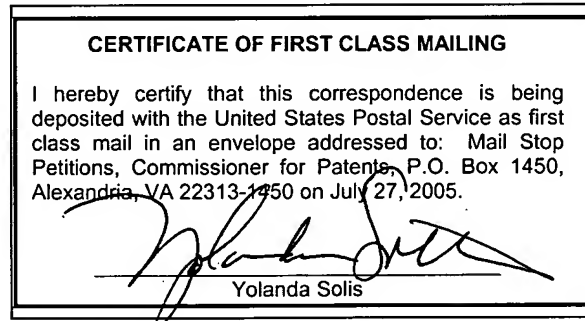 CERTIFICATE OF FIRST CLASS MAILING
I hereby certify that this correspondence is being
deposited with the United States Postal Service as first
class mail in an envelope addressed to: Mail Stop
Petitions, Commissioner for Patents, P.O. Box 1450,
Alexandria, VA 22313-1450 on July 27, 2005.
Yolanda Solis
Yolanda Solis